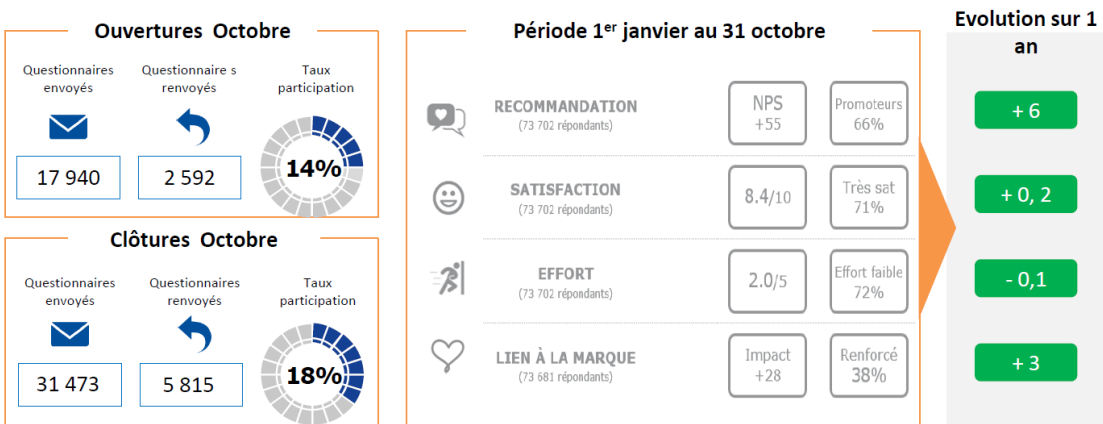 Ouvertures Octobre
Questionnaires
envoyés
Questionnaire s
renvoyés
Taux
participation
17 940
2 592
14%
Clôtures Octobre
Questionnaires
envoyés
Questionnaires
renvoyés
Taux
participation
31 473
5 815
18%
Période 1er janvier au 31 octobre
RECOMMANDATION
(73 702 répondants)
NPS
+55
Promoteurs
66%
SATISFACTION
(73 702 répondants)
8.4/10
Très sat
71%
EFFORT
(73 702 répondants)
2.0/5
Effort faible
72%
LIEN À LA MARQUE
(73 681 répondants)
Impact
+28
Renforcé
38%
Evolution sur 1
an
+ 6
+ 0, 2
- 0,1
+ 3